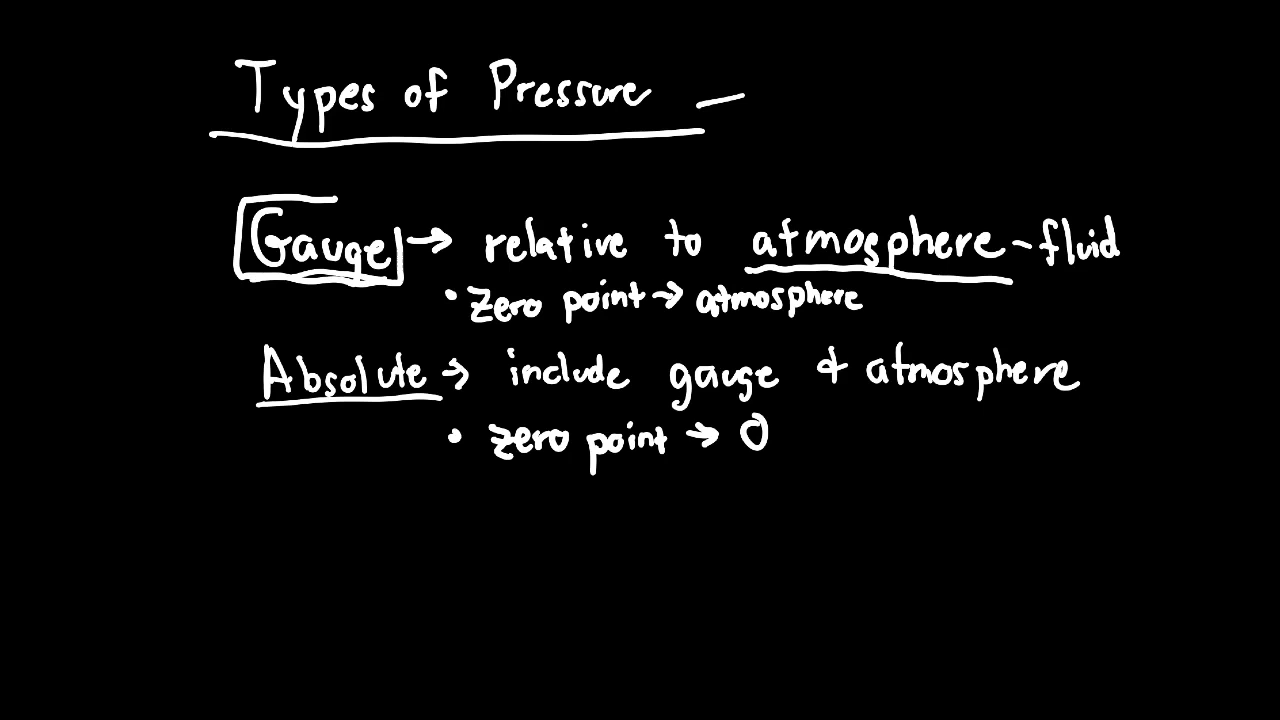 Types of Pressure -
Gauge → relative to atmosphere - fluid
• zero point → atmosphere
Absolute → include gauge & atmosphere
• zero point → 0